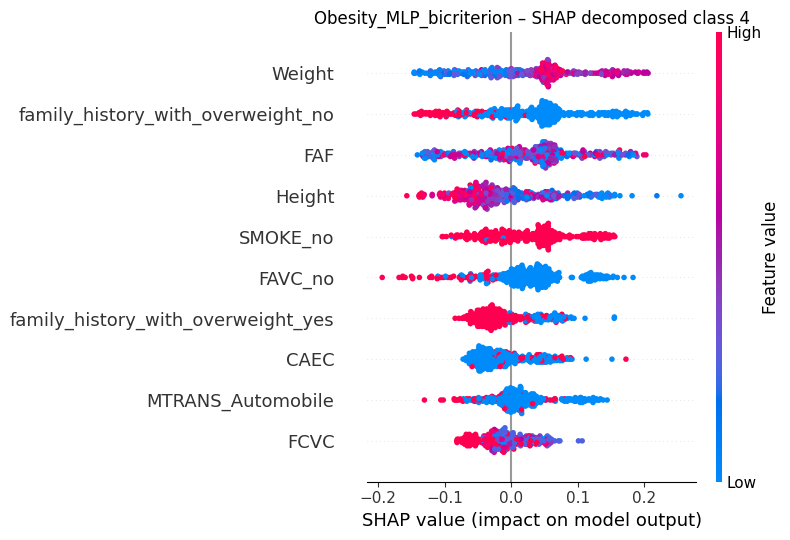 Obesity_MLP_bicriterion – SHAP decomposed class 4
High
Weight
family_history_with_overweight_no
FAF
Height
SMOKE_no
FAVC_no
family_history_with_overweight_yes
CAEC
MTRANS_Automobile
FCVC
Feature value
Low
−0.2 −0.1 0.0 0.1 0.2
SHAP value (impact on model output)